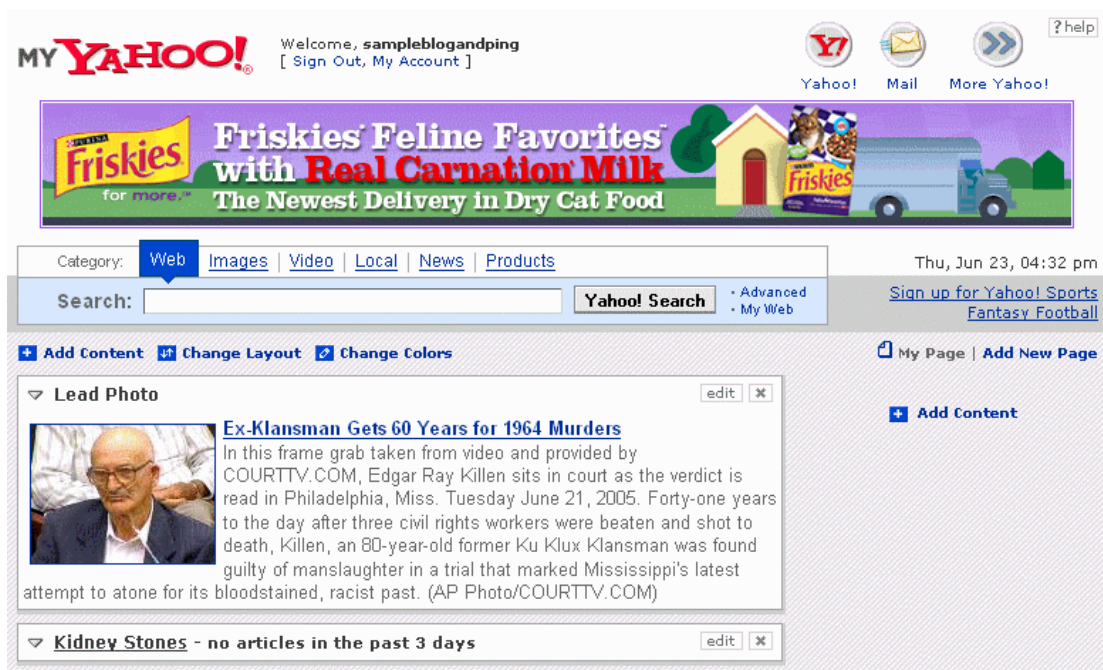 MY YAHOO!
Welcome, sampleblogandping
[ Sign Out, My Account ]
Y!
Yahoo!
Mail
More Yahoo!
? help
PURINA
Friskies
for more.™
Friskies Feline Favorites
with Real Carnation Milk
The Newest Delivery in Dry Cat Food
Friskies
Category: Web Images | Video | Local | News | Products
Thu, Jun 23, 04:32 pm
Search: Yahoo! Search
· Advanced
· My Web
Sign up for Yahoo! Sports
Fantasy Football
Add Content Change Layout Change Colors
My Page | Add New Page
Lead Photo edit
Add Content
Ex-Klansman Gets 60 Years for 1964 Murders
In this frame grab taken from video and provided by
COURTTV.COM, Edgar Ray Killen sits in court as the verdict is
read in Philadelphia, Miss. Tuesday June 21, 2005. Forty-one years
to the day after three civil rights workers were beaten and shot to
death, Killen, an 80-year-old former Ku Klux Klansman was found
guilty of manslaughter in a trial that marked Mississippi's latest
attempt to atone for its bloodstained, racist past. (AP Photo/COURTTV.COM)
Kidney Stones - no articles in the past 3 days edit